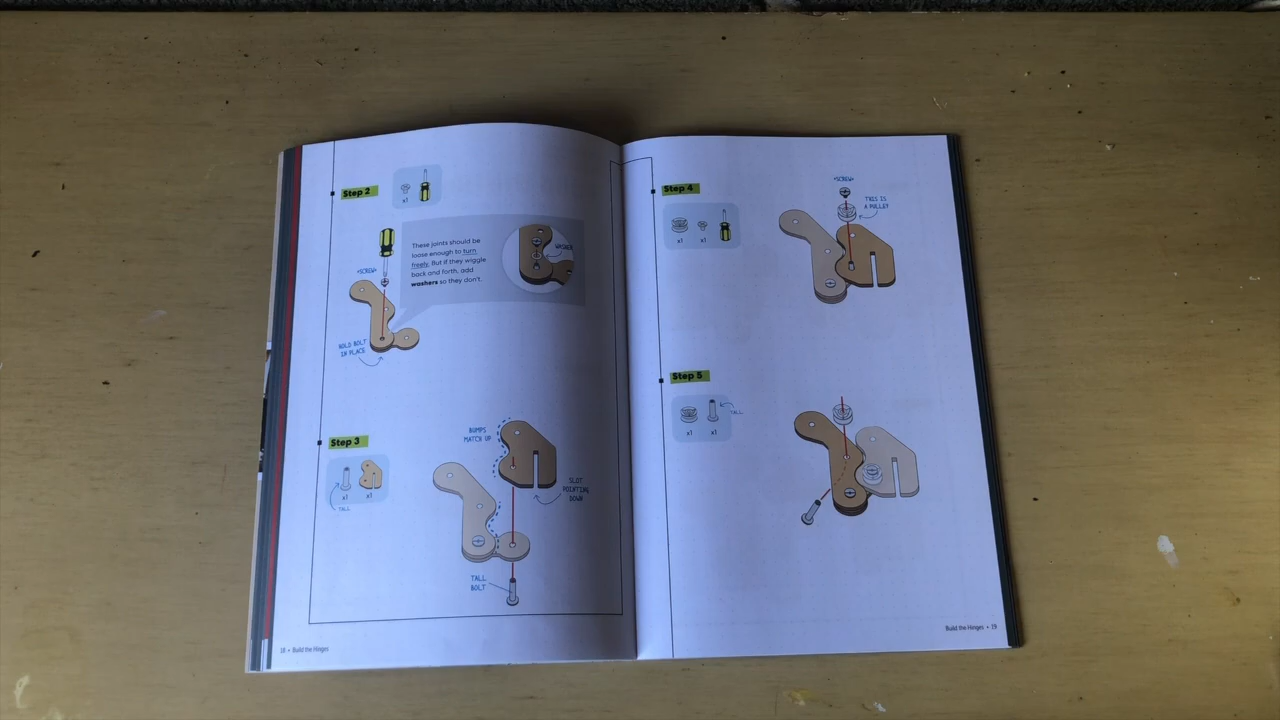 Step 2
x1
These joints should be
loose enough to turn
freely. But if they wiggle
back and forth, add
washers so they don't.
WASHER
•SCREW•
HOLD BOLT
IN PLACE
Step 3
x1
x1
TALL
BUMPS
MATCH UP
SLOT
POINTING
DOWN
TALL
BOLT
18 • Build the Hinges
Step 4
x1
x1
•SCREW•
THIS IS
A PULLEY
Step 5
x1
x1
TALL
Build the Hinges • 19